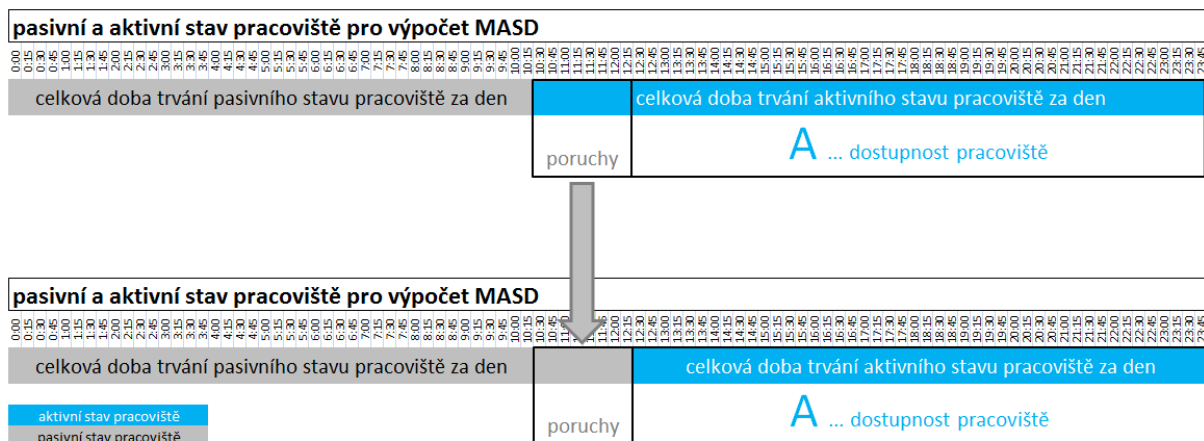 pasivní a aktivní stav pracoviště pro výpočet MASD
0:00 0:15 0:30 0:45 1:00 1:15 1:30 1:45 2:00 2:15 2:30 2:45 3:00 3:15 3:30 3:45 4:00 4:15 4:30 4:45 5:00 5:15 5:30 5:45 6:00 6:15 6:30 6:45 7:00 7:15 7:30 7:45 8:00 8:15 8:30 8:45 9:00 9:15 9:30 9:45 10:00 10:15 10:30 10:45 11:00 11:15 11:30 11:45 12:00 12:15 12:30 12:45 13:00 13:15 13:30 13:45 14:00 14:15 14:30 14:45 15:00 15:15 15:30 15:45 16:00 16:15 16:30 16:45 17:00 17:15 17:30 17:45 18:00 18:15 18:30 18:45 19:00 19:15 19:30 19:45 20:00 20:15 20:30 20:45 21:00 21:15 21:30 21:45 22:00 22:15 22:30 22:45 23:00 23:15 23:30 23:45
celková doba trvání pasivního stavu pracoviště za den celková doba trvání aktivního stavu pracoviště za den
poruchy A ... dostupnost pracoviště
pasivní a aktivní stav pracoviště pro výpočet MASD
0:00 0:15 0:30 0:45 1:00 1:15 1:30 1:45 2:00 2:15 2:30 2:45 3:00 3:15 3:30 3:45 4:00 4:15 4:30 4:45 5:00 5:15 5:30 5:45 6:00 6:15 6:30 6:45 7:00 7:15 7:30 7:45 8:00 8:15 8:30 8:45 9:00 9:15 9:30 9:45 10:00 10:15 10:30 10:45 12:00 12:15 12:30 12:45 13:00 13:15 13:30 13:45 14:00 14:15 14:30 14:45 15:00 15:15 15:30 15:45 16:00 16:15 16:30 16:45 17:00 17:15 17:30 17:45 18:00 18:15 18:30 18:45 19:00 19:15 19:30 19:45 20:00 20:15 20:30 20:45 21:00 21:15 21:30 21:45 22:00 22:15 22:30 22:45 23:00 23:15 23:30 23:45
celková doba trvání pasivního stavu pracoviště za den celková doba trvání aktivního stavu pracoviště za den
aktivní stav pracoviště
poruchy A ... dostupnost pracoviště
pasivní stav pracoviště